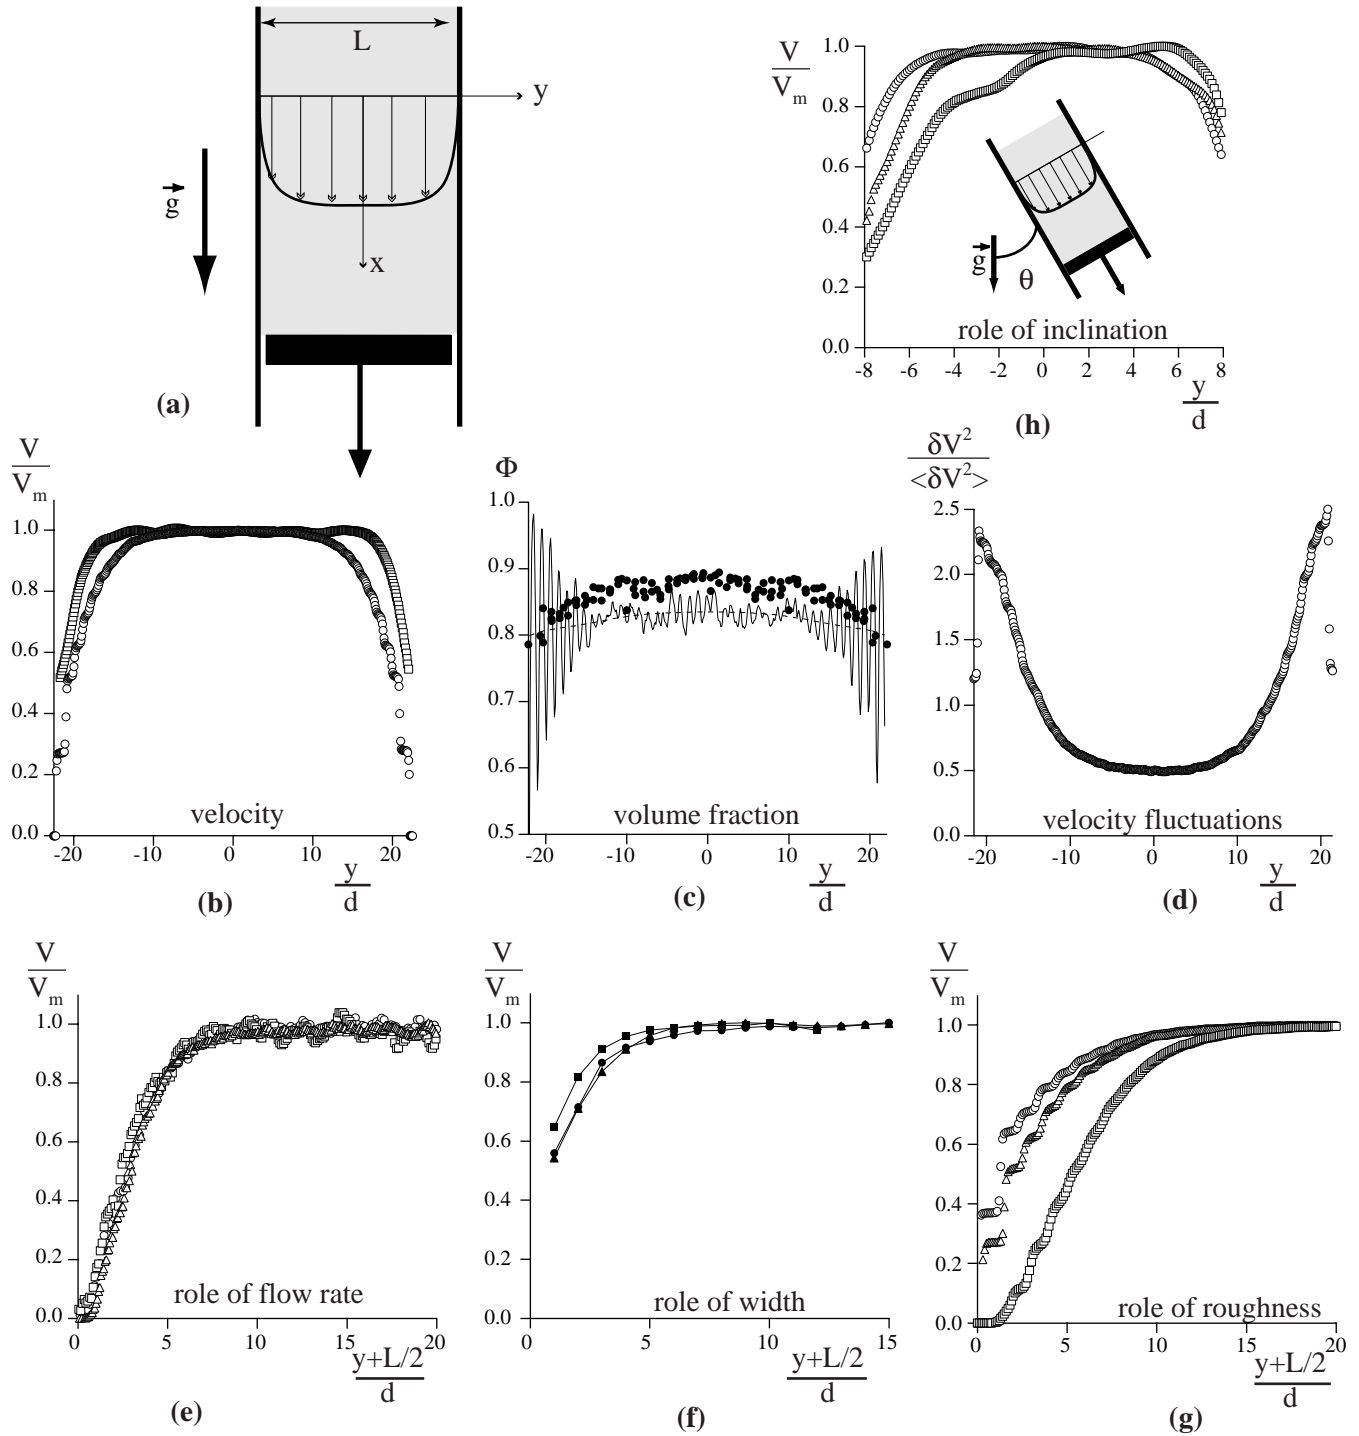 L
y
g
x
(a)
V
V_m
1.0
0.8
0.6
0.4
0.2
0.0
-8 -6 -4 -2 0 2 4 6 8
g
θ
role of inclination
y
d
(h)
V
V_m
1.0
0.8
0.6
0.4
0.2
0.0
velocity
-20 -10 0 10 20
y
d
(b)
Φ
1.0
0.9
0.8
0.7
0.6
0.5
volume fraction
-20 -10 0 10 20
y
d
(c)
δV²
<δV²>
2.5
2.0
1.5
1.0
0.5
0.0
velocity fluctuations
-20 -10 0 10 20
y
d
(d)
V
V_m
1.0
0.8
0.6
0.4
0.2
0.0
role of flow rate
0 5 10 15 20
y+L/2
d
(e)
V
V_m
1.0
0.8
0.6
0.4
0.2
0.0
role of width
0 5 10 15
y+L/2
d
(f)
V
V_m
1.0
0.8
0.6
0.4
0.2
0.0
role of roughness
0 5 10 15 20
y+L/2
d
(g)